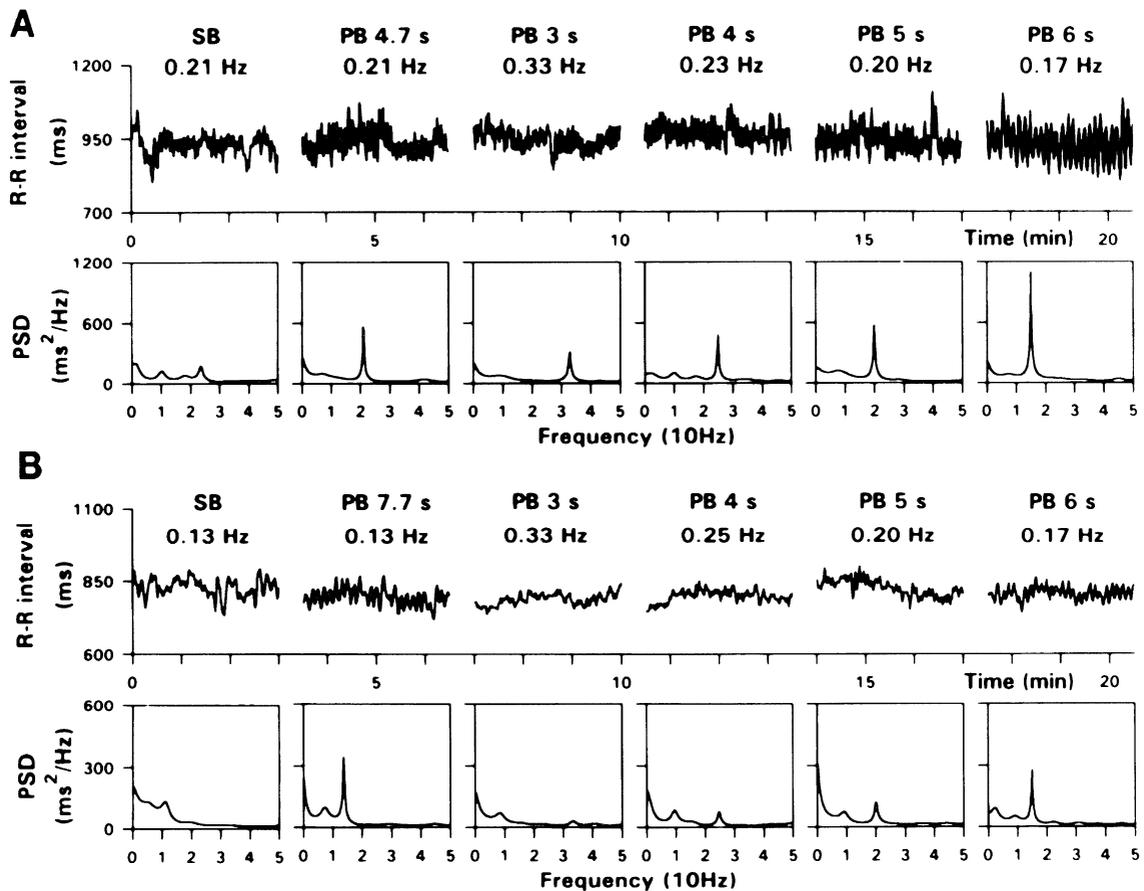 A
SB PB 4.7 s PB 3 s PB 4 s PB 5 s PB 6 s
0.21 Hz 0.21 Hz 0.33 Hz 0.23 Hz 0.20 Hz 0.17 Hz
R-R interval
(ms)
1200
950
700
0 5 10 15 Time (min) 20
PSD
(ms²/Hz)
1200
600
0
0 1 2 3 4 5 0 1 2 3 4 5 0 1 2 3 4 5 0 1 2 3 4 5 0 1 2 3 4 5 0 1 2 3 4 5
Frequency (10Hz)
B
SB PB 7.7 s PB 3 s PB 4 s PB 5 s PB 6 s
0.13 Hz 0.13 Hz 0.33 Hz 0.25 Hz 0.20 Hz 0.17 Hz
R-R interval
(ms)
1100
850
600
0 5 10 15 Time (min) 20
PSD
(ms²/Hz)
600
300
0
0 1 2 3 4 5 0 1 2 3 4 5 0 1 2 3 4 5 0 1 2 3 4 5 0 1 2 3 4 5 0 1 2 3 4 5
Frequency (10Hz)